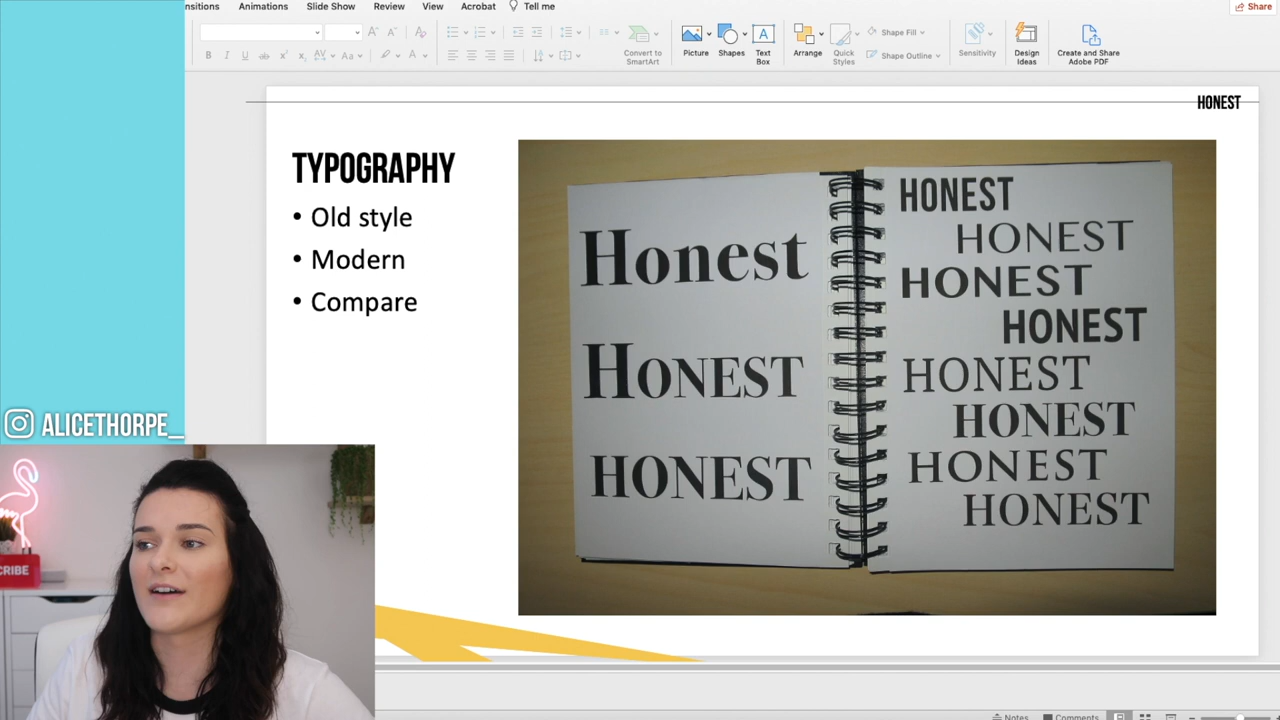 nsitions Animations Slide Show Review View Acrobat Tell me
Share
Convert to SmartArt
Picture
Shapes
Text Box
Arrange
Quick Styles
Shape Fill
Shape Outline
Sensitivity
Design Ideas
Create and Share Adobe PDF
HONEST
TYPOGRAPHY
• Old style
• Modern
• Compare
Honest
HONEST
HONEST
HONEST
HONEST
HONEST
HONEST
HONEST
HONEST
HONEST
HONEST
ALICETHORPE_
CRIBE
Notes
Comments